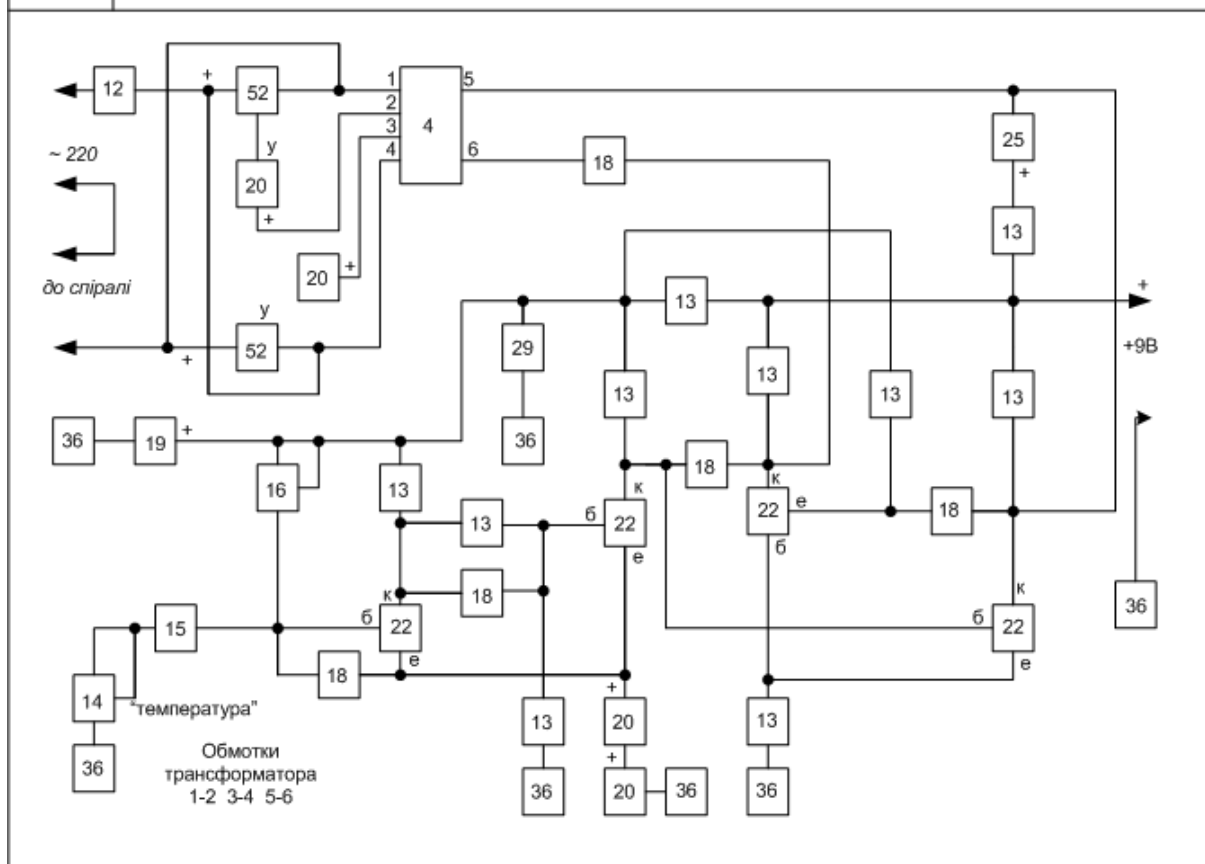 12 + 52 1 5
2
3 4 25
4 6 18
~ 220 у +
20
+ 20 + 13
до спіралі
у 13 +
+ 52 29 13 13 13 13 +9В
36 19 + 36
16 13 18
к к
13 б 22 22 е 18
е б
18 к
15 б 22 б 22 36
е е
14 18 +
"температура" 13 20 13
36 Обмотки +
трансформатора 36 20 36 36
1-2 3-4 5-6